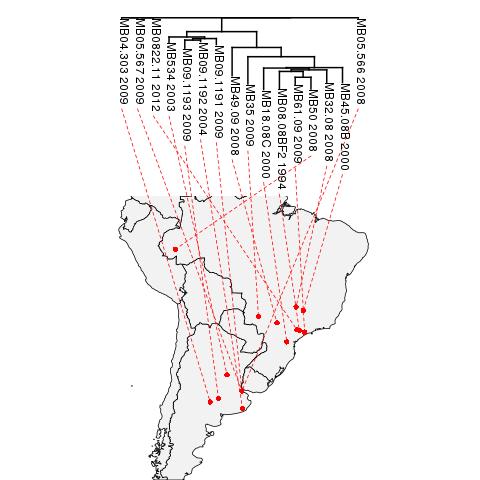 MB04.303 2009
MB05.567 2009
MB0822.11 2012
MB534 2003
MB09.1193 2009
MB09.1192 2004
MB09.1191 2009
MB49.09 2008
MB35 2009
MB18.08C 2000
MB08.08BF2 1994
MB61.09 2009
MB50 2008
MB32.08 2008
MB45.08B 2000
MB05.566 2008